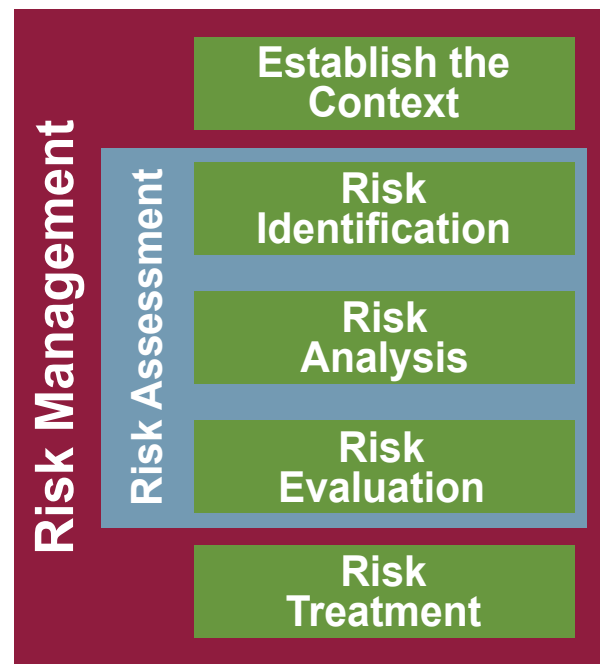 Risk Management
Establish the
Context
Risk Assessment
Risk
Identification
Risk
Analysis
Risk
Evaluation
Risk
Treatment